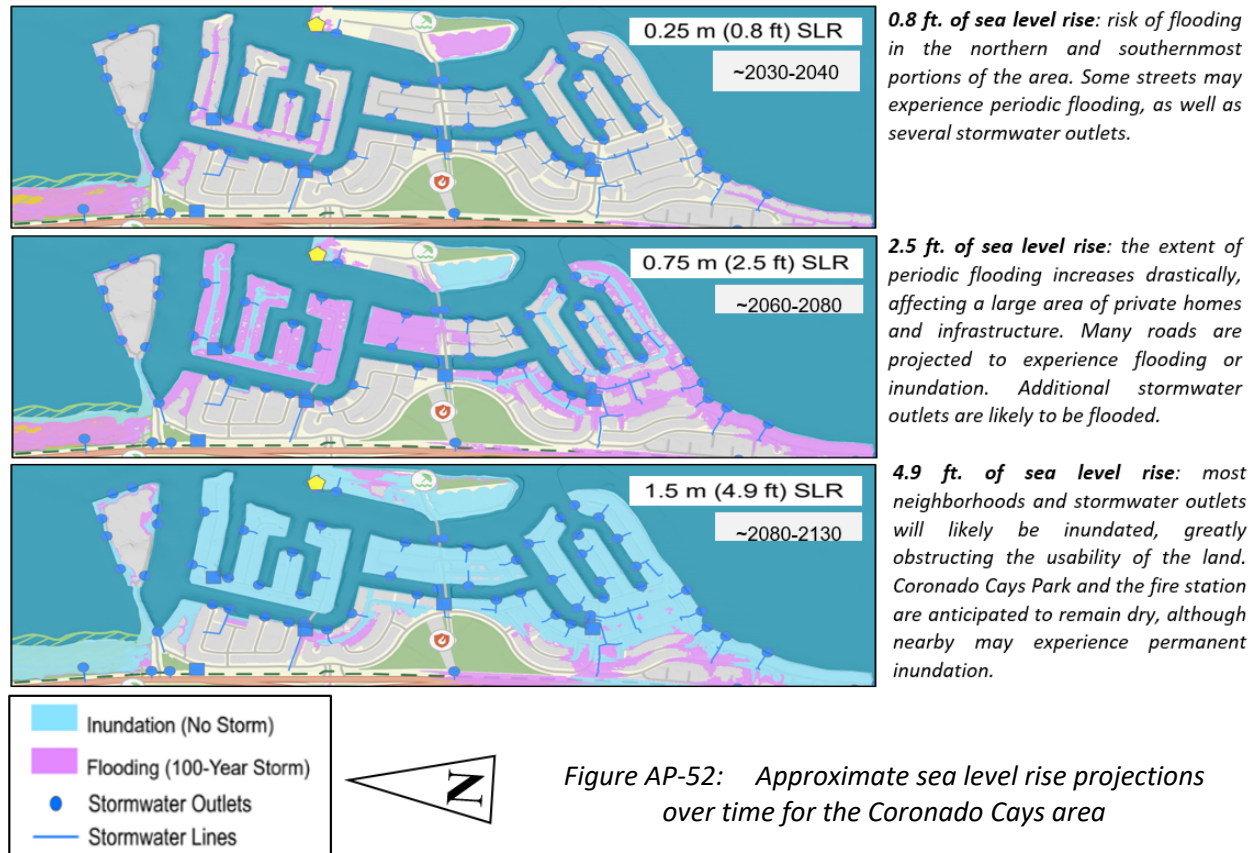 0.25 m (0.8 ft) SLR
~2030-2040
0.8 ft. of sea level rise: risk of flooding
in the northern and southernmost
portions of the area. Some streets may
experience periodic flooding, as well as
several stormwater outlets.
0.75 m (2.5 ft) SLR
~2060-2080
2.5 ft. of sea level rise: the extent of
periodic flooding increases drastically,
affecting a large area of private homes
and infrastructure. Many roads are
projected to experience flooding or
inundation. Additional stormwater
outlets are likely to be flooded.
1.5 m (4.9 ft) SLR
~2080-2130
4.9 ft. of sea level rise: most
neighborhoods and stormwater outlets
will likely be inundated, greatly
obstructing the usability of the land.
Coronado Cays Park and the fire station
are anticipated to remain dry, although
nearby may experience permanent
inundation.
Inundation (No Storm)
Flooding (100-Year Storm)
Stormwater Outlets
Stormwater Lines
N
Figure AP-52: Approximate sea level rise projections
over time for the Coronado Cays area